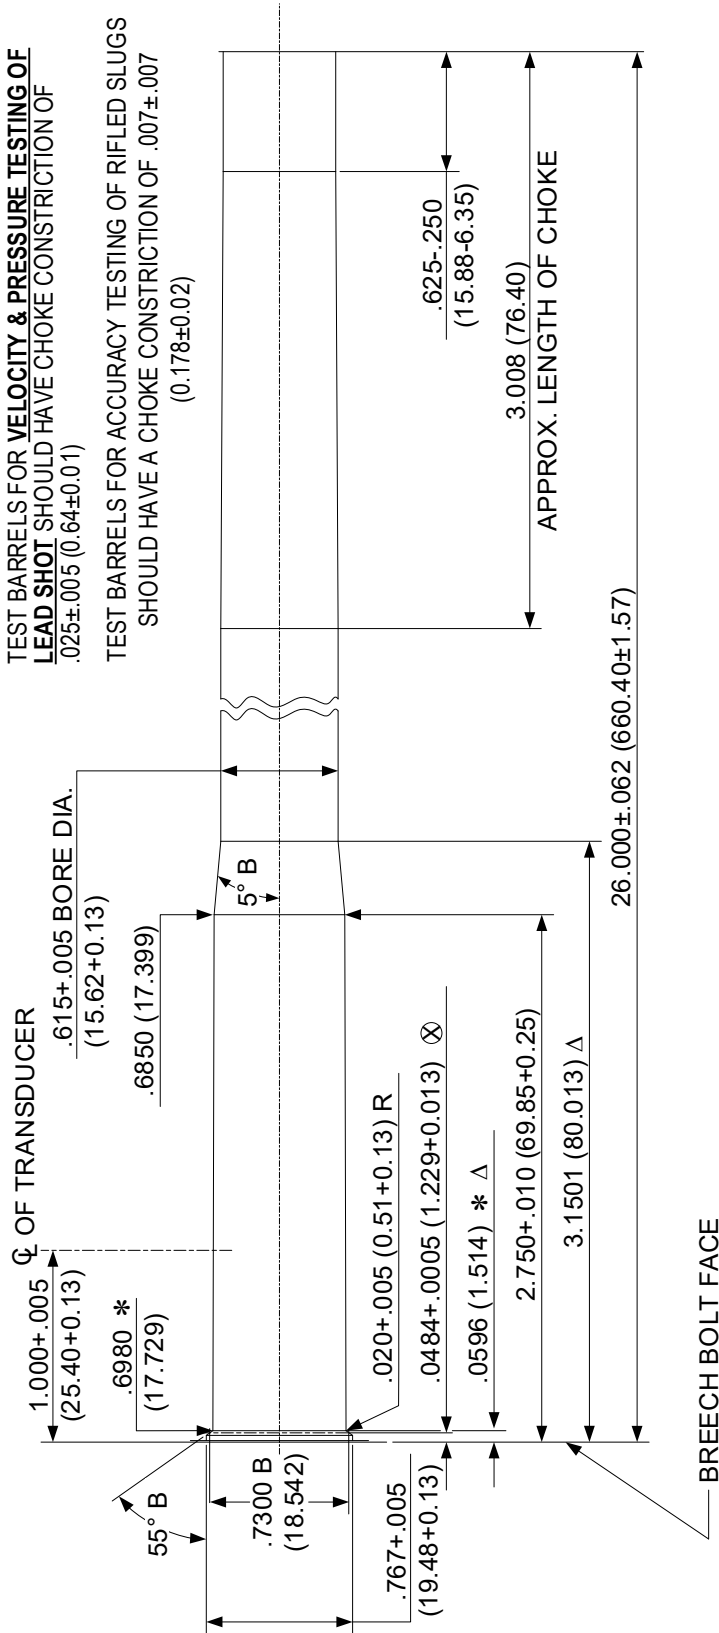 TEST BARRELS FOR VELOCITY & PRESSURE TESTING OF
LEAD SHOT SHOULD HAVE CHOKE CONSTRICTION OF
.025±.005 (0.64±0.01)
TEST BARRELS FOR ACCURACY TESTING OF RIFLED SLUGS
SHOULD HAVE A CHOKE CONSTRICTION OF .007±.007
(0.178±0.02)
℄ OF TRANSDUCER
1.000+.005
(25.40+0.13)
.615+.005 BORE DIA.
(15.62+0.13)
.6980 *
(17.729)
.6850 (17.399)
5° B
55° B
.7300 B
(18.542)
.767+.005
(19.48+0.13)
.020+.005 (0.51+0.13) R
.0484+.0005 (1.229+0.013) ⊗
.0596 (1.514) * Δ
2.750+.010 (69.85+0.25)
3.1501 (80.013) Δ
.625-.250
(15.88-6.35)
3.008 (76.40)
APPROX. LENGTH OF CHOKE
26.000±.062 (660.40±1.57)
BREECH BOLT FACE